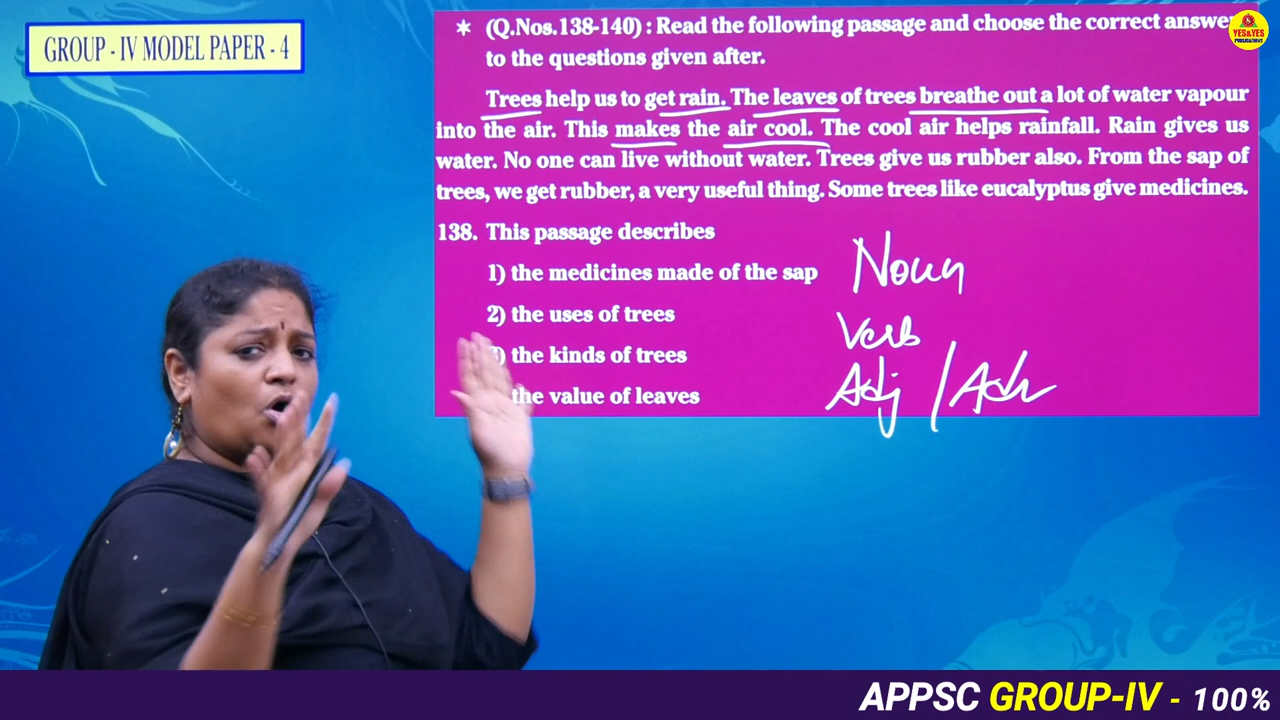 GROUP - IV MODEL PAPER - 4
YES&YES
PUBLICATIONS
* (Q.Nos.138-140) : Read the following passage and choose the correct answer
to the questions given after.
Trees help us to get rain. The leaves of trees breathe out a lot of water vapour
into the air. This makes the air cool. The cool air helps rainfall. Rain gives us
water. No one can live without water. Trees give us rubber also. From the sap of
trees, we get rubber, a very useful thing. Some trees like eucalyptus give medicines.
138. This passage describes
1) the medicines made of the sap
2) the uses of trees
) the kinds of trees
the value of leaves
Noun
Verb
Adj / Adv
APPSC GROUP-IV - 100%